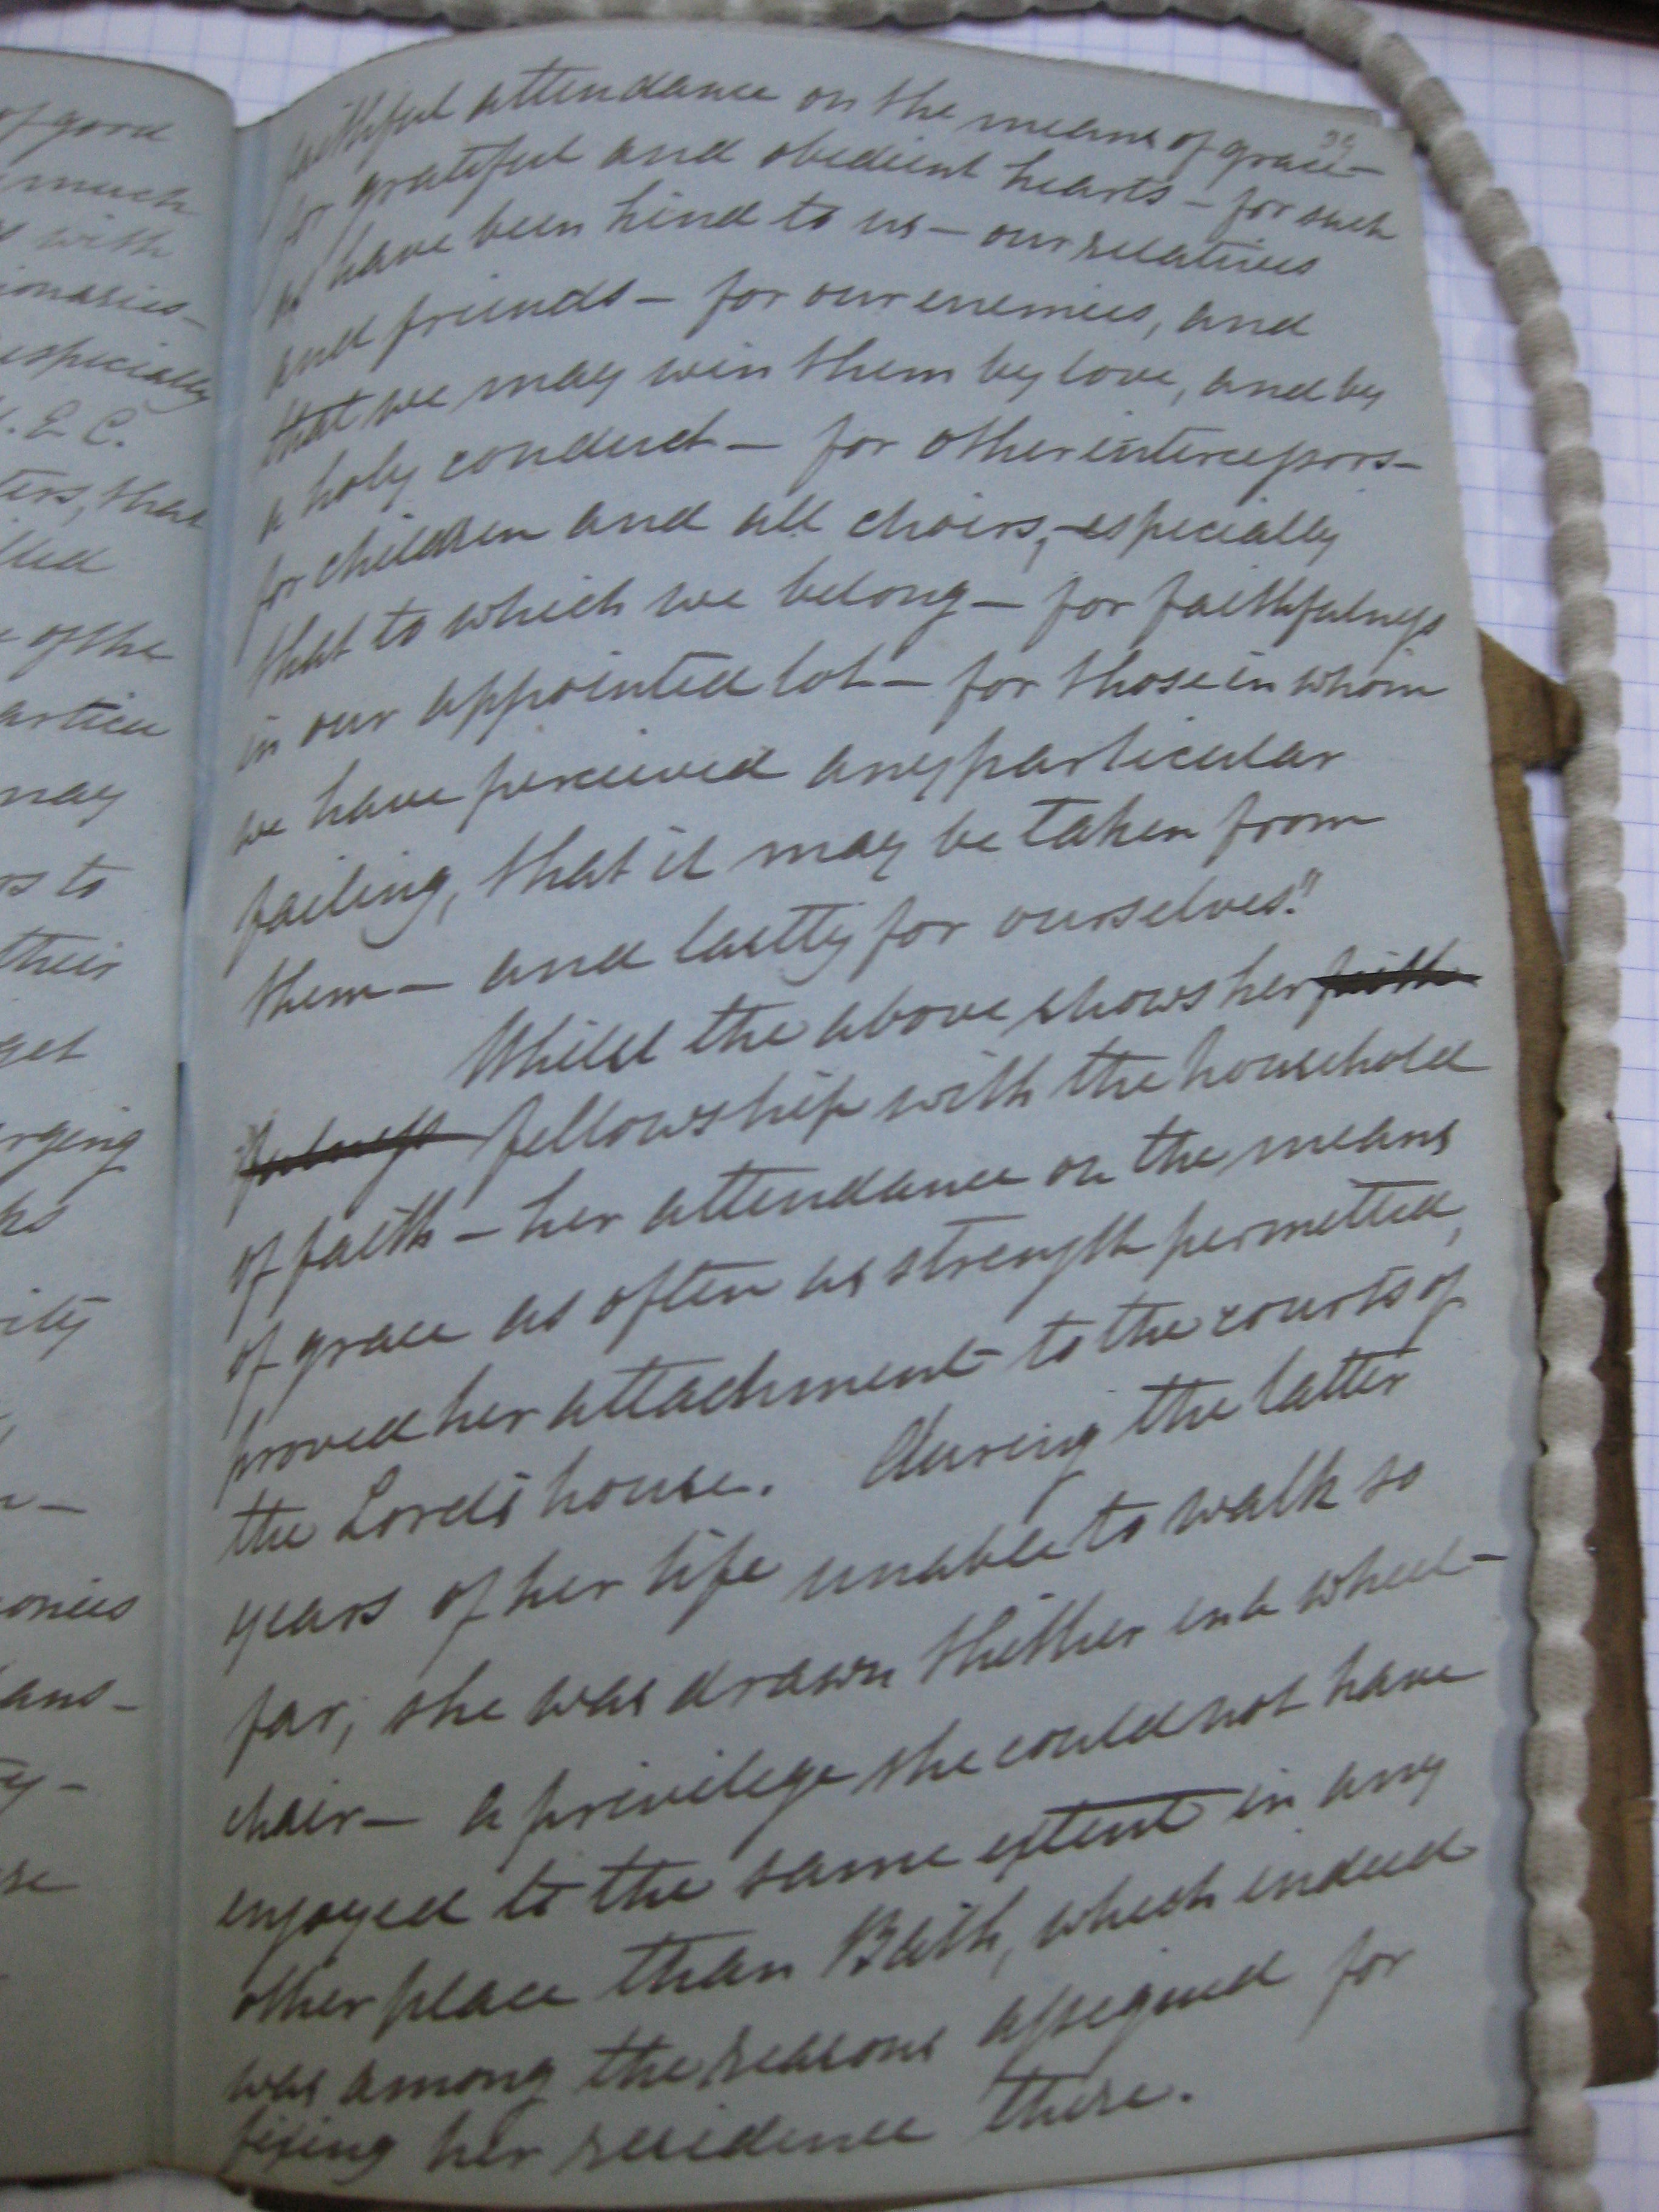 of good
much
with
ionaries-
especially
. E C.
ters, that
lled
of the
articu
may
rs to
their
get
rging
ks
ity
onies
ans-
ty-
se
faithful attendance on the means of grace-
for grateful and obedient hearts - for such
as have been kind to us - our relatives
and friends - for our enemies, and
that we may win them by love, and by
a holy conduct - for other intercessors -
for children and all choirs, - especially
that to which we belong - for faithfulness
in our appointed lot - for those in whom
we have perceived any particular
failing, that it may be taken from
them - and lastly for ourselves."
Whilst the above shows her faith
fulness fellowship with the household
of faith - her attendance on the means
of grace as often as strength permitted,
proved her attachment to the courts of
the Lord's house. During the latter
years of her life unable to walk so
far, she was drawn thither in a wheel-
chair - a privilege she could not have
enjoyed to the same extent in any
other place than Bath, which indeed
was among the reasons assigned for
fixing her residence there.